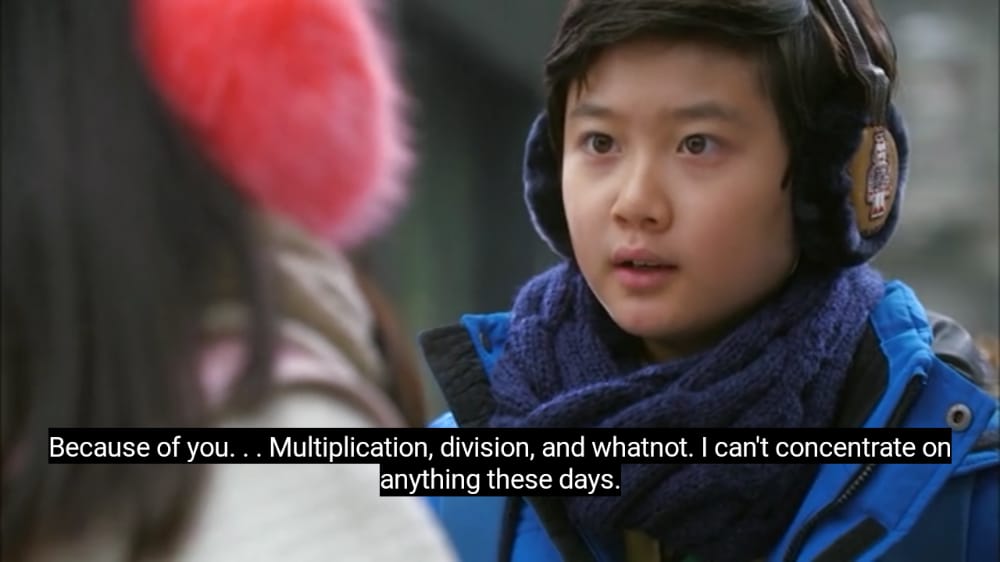 Because of you. . . Multiplication, division, and whatnot. I can't concentrate on
anything these days.